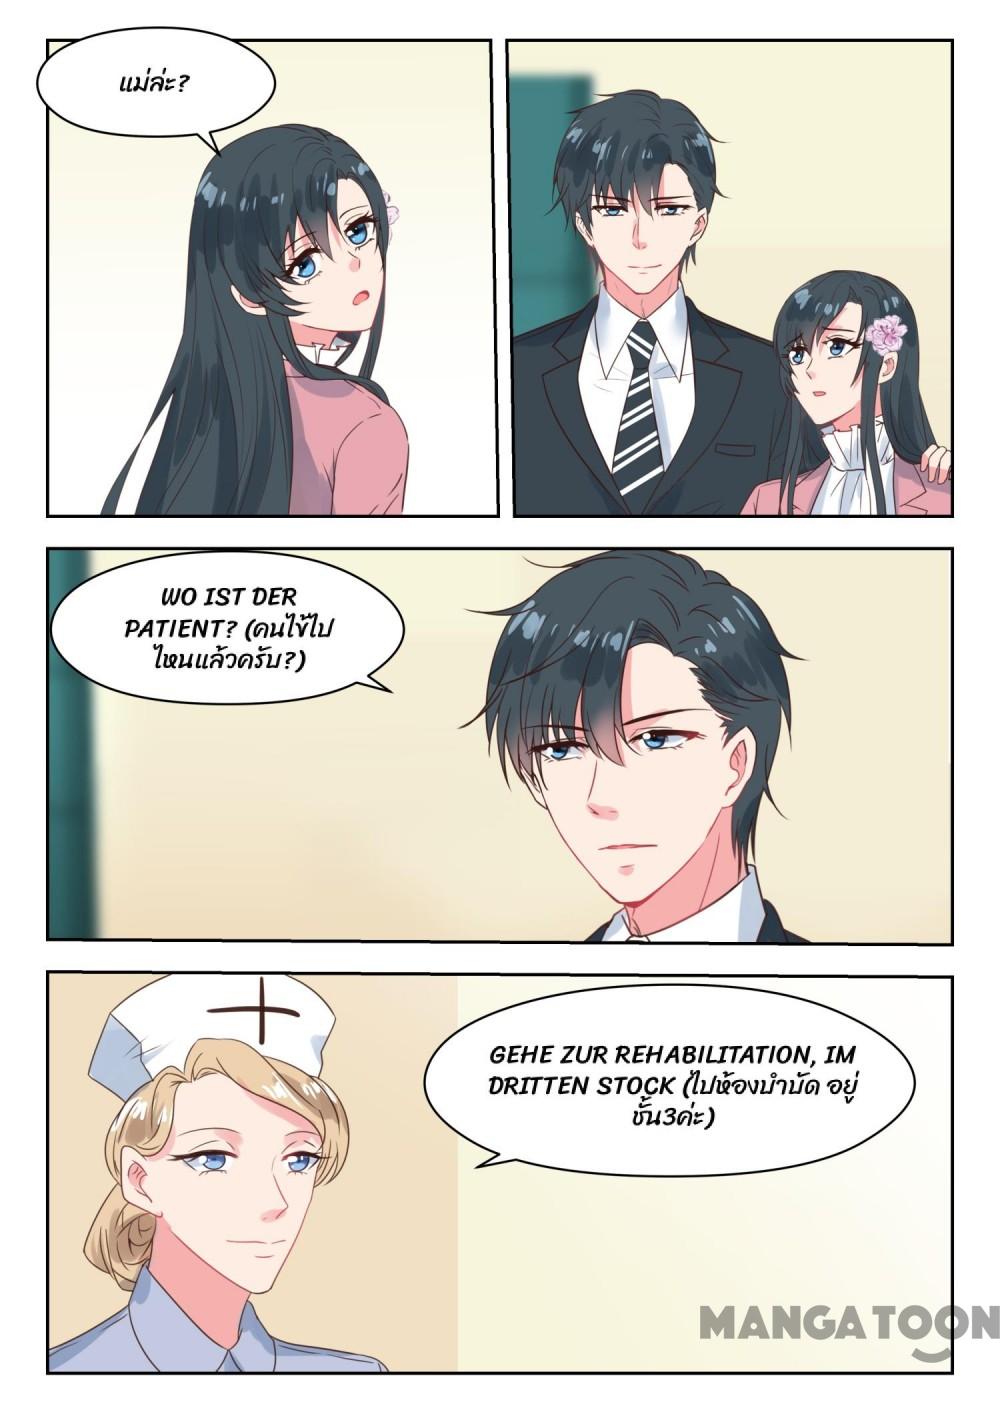 แม่ล่ะ?
WO IST DER
PATIENT? (คนไข้ไป
ไหนแล้วครับ?)
GEHE ZUR REHABILITATION, IM
DRITTEN STOCK (ไปห้องบำบัด อยู่
ชั้น3ค่ะ)
MANGATOON